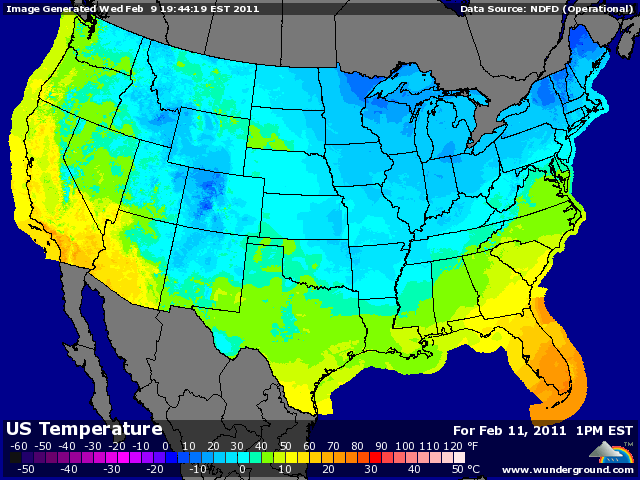 Image Generated Wed Feb 9 19:44:19 EST 2011 Data Source: NDFD (Operational)
US Temperature For Feb 11, 2011 1PM EST
-60 -50 -40 -30 -20 -10 0 10 20 30 40 50 60 70 80 90 100 110 120 °F
-50 -40 -30 -20 -10 0 10 20 30 40 50 °C
TM
www.wunderground.com